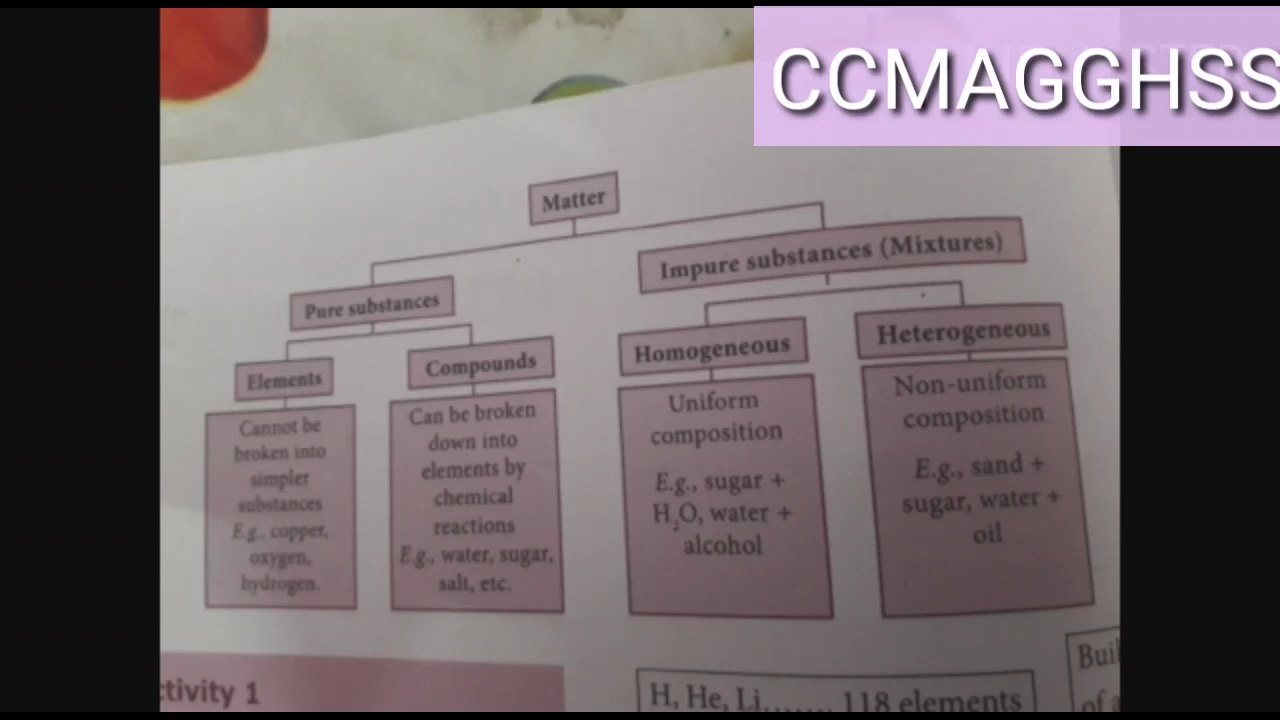 CCMAGGHSS
Matter
Impure substances (Mixtures)
Pure substances
Elements
Compounds
Homogeneous
Heterogeneous
Cannot be
broken into
simpler
substances
E.g., copper,
oxygen,
hydrogen.
Can be broken
down into
elements by
chemical
reactions
E.g., water, sugar,
salt, etc.
Uniform
composition
E.g., sugar +
H₂O, water +
alcohol
Non-uniform
composition
E.g., sand +
sugar, water +
oil
ctivity 1
H, He, Li....... 118 elements
Buil
of a